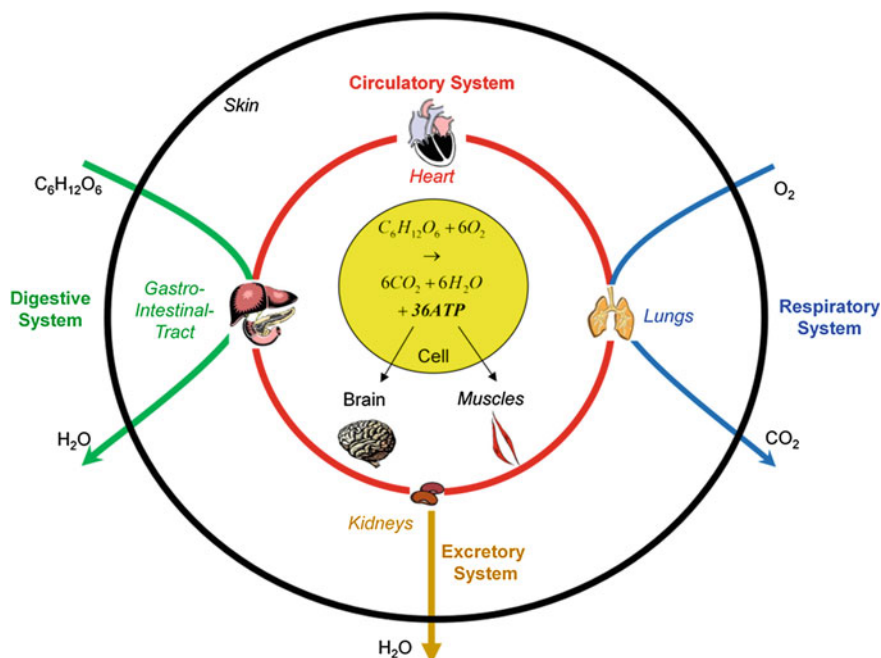 Circulatory System
Skin
Heart
C₆H₁₂O₆
O₂
C₆H₁₂O₆ + 6O₂
→
6CO₂ + 6H₂O
+ 36ATP
Cell
Digestive
System
Gastro-
Intestinal-
Tract
Lungs
Respiratory
System
Brain
Muscles
H₂O
CO₂
Kidneys
Excretory
System
H₂O